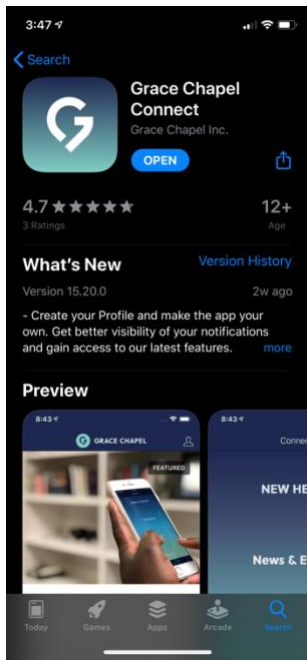 3:47
Search
Grace Chapel
Connect
Grace Chapel Inc.
OPEN
4.7 ★★★★★ 12+
3 Ratings Age
What's New Version History
Version 15.20.0 2w ago
- Create your Profile and make the app your
own. Get better visibility of your notifications
and gain access to our latest features. more
Preview
8:43
GRACE CHAPEL
FEATURED
8:43
Conne
NEW HE
News & E
Today Games Apps Arcade Search